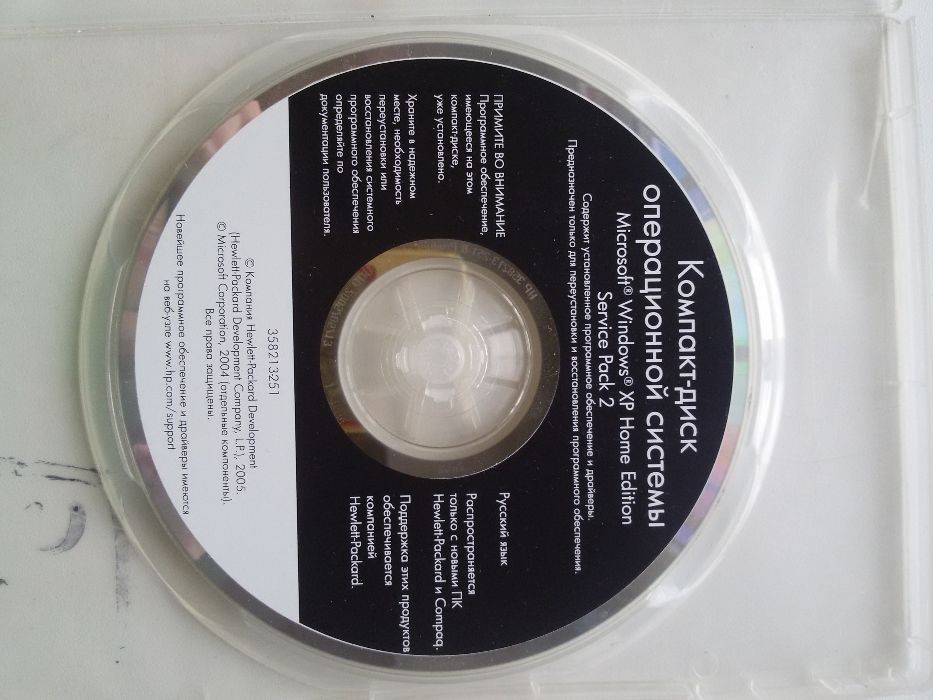 Компакт-диск
операционной системы
Microsoft® Windows® XP Home Edition
Service Pack 2
Содержит установленное программное обеспечение и драйверы.
Предназначен только для переустановки и восстановления программного обеспечения.
ПРИМИТЕ ВО ВНИМАНИЕ
Программное обеспечение,
имеющееся на этом
компакт-диске,
уже установлено.
Храните в надежном
месте, необходимость
переустановки или
восстановления системного
программного обеспечения
определяйте по
документации пользователя.
Русский язык
Распространяется
только с новыми ПК
Hewlett-Packard и Compaq.
Поддержка этих продуктов
обеспечивается
компанией
Hewlett-Packard.
358213251
© Компания Hewlett-Packard Development
(Hewlett-Packard Development Company, L.P.), 2005
© Microsoft Corporation, 2004 (отдельные компоненты).
Все права защищены.
Новейшее программное обеспечение и драйверы имеются
на веб-узле www.hp.com/support